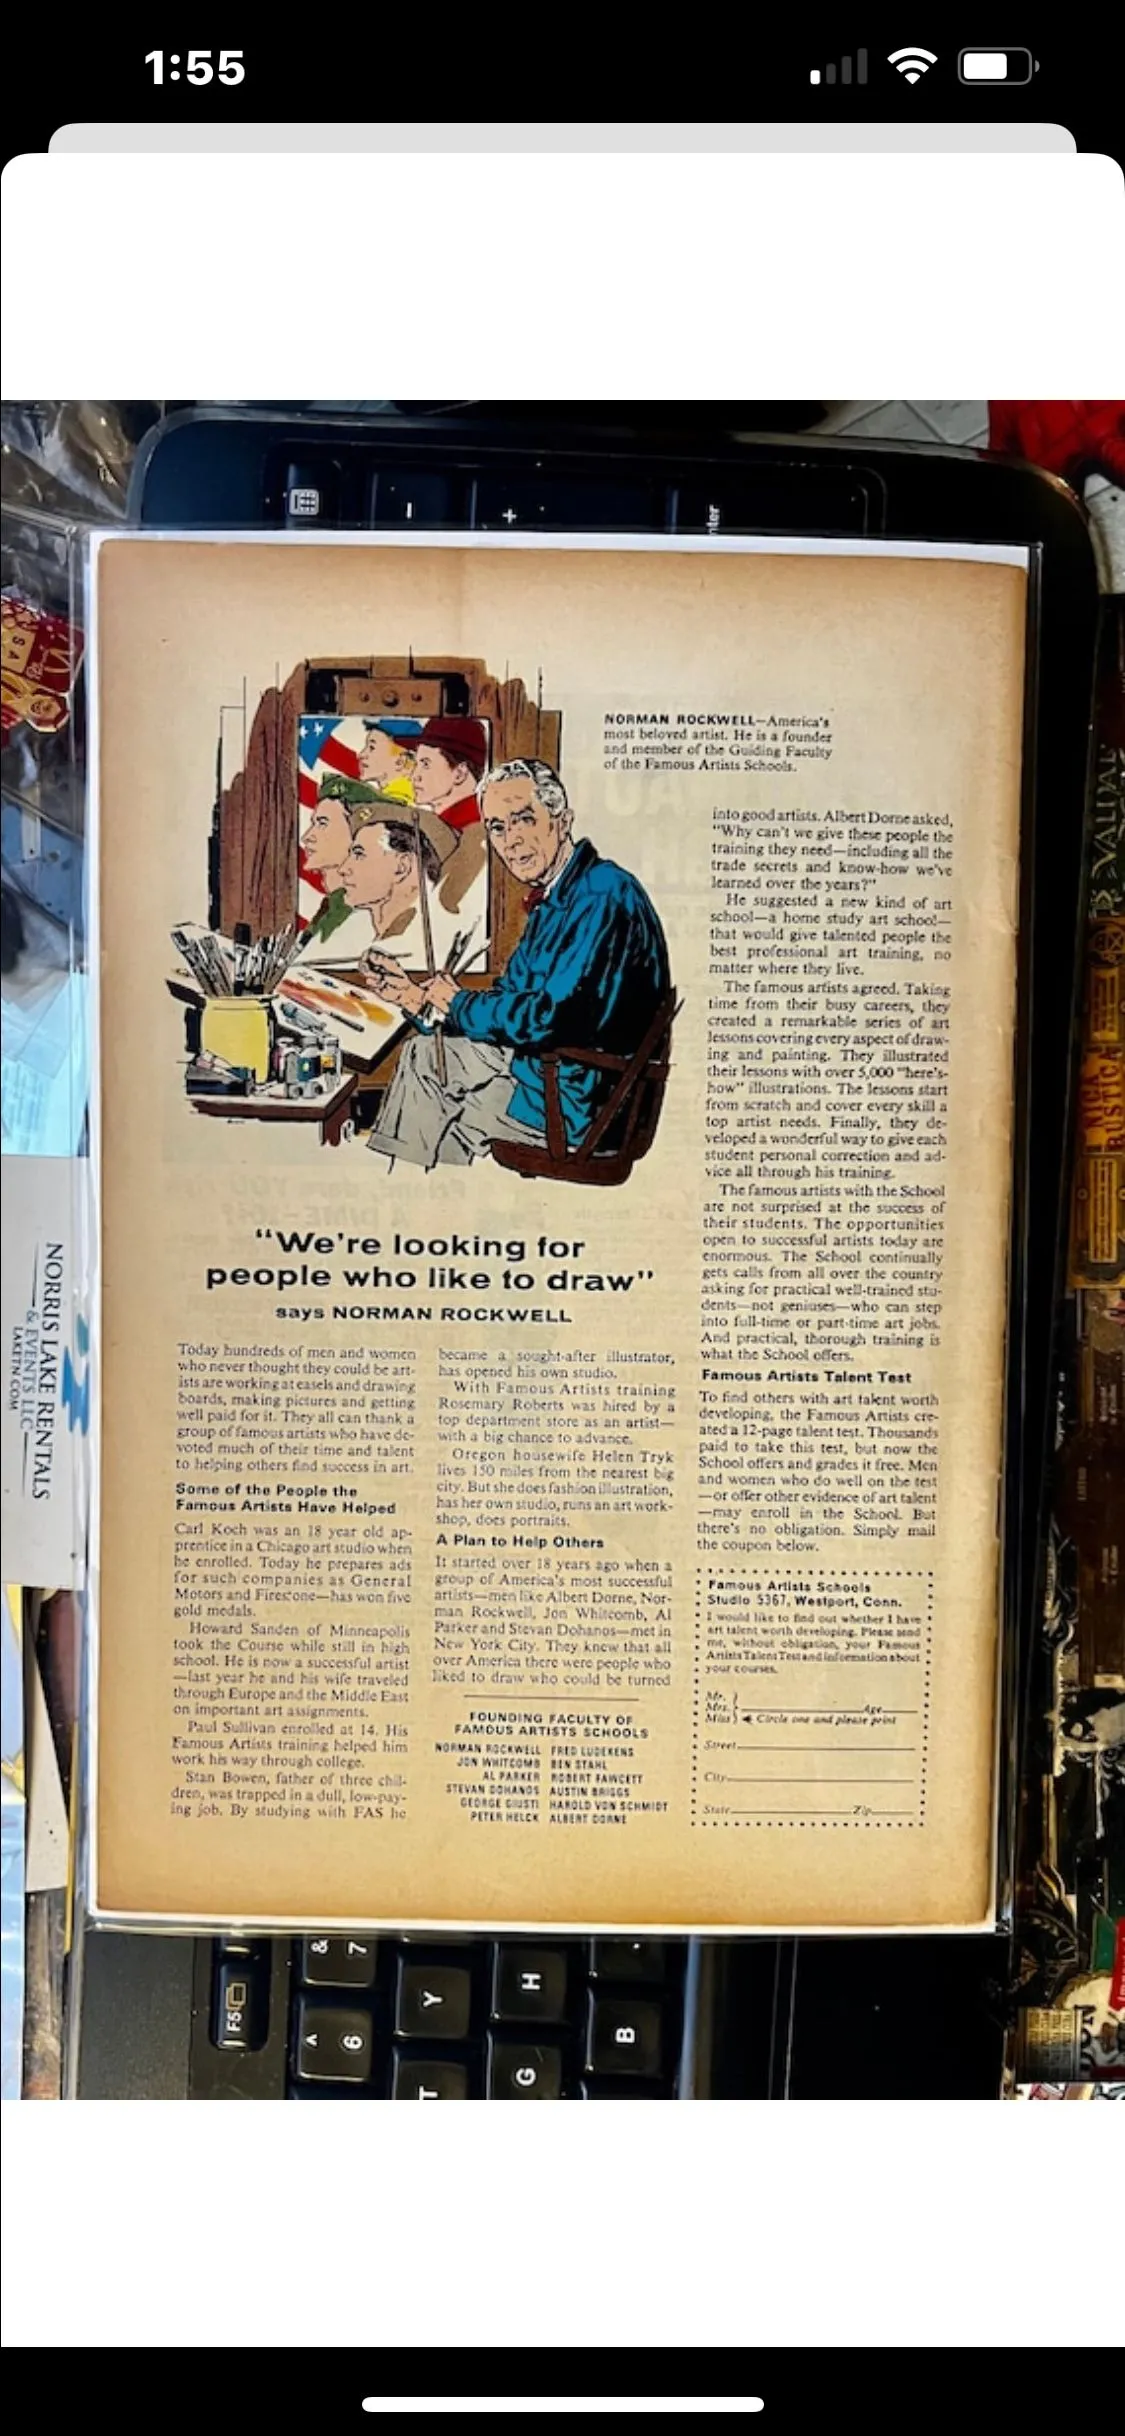 1:55
-
+
nter
NORMAN ROCKWELL—America's
most beloved artist. He is a founder
and member of the Guiding Faculty
of the Famous Artists Schools.
"We're looking for
people who like to draw"
says NORMAN ROCKWELL
Today hundreds of men and women
who never thought they could be art-
ists are working at easels and drawing
boards, making pictures and getting
well paid for it. They all can thank a
group of famous artists who have de-
voted much of their time and talent
to helping others find success in art.
Some of the People the
Famous Artists Have Helped
Carl Koch was an 18 year old ap-
prentice in a Chicago art studio when
he enrolled. Today he prepares ads
for such companies as General
Motors and Firestone—has won five
gold medals.
Howard Sanden of Minneapolis
took the Course while still in high
school. He is now a successful artist
—last year he and his wife traveled
through Europe and the Middle East
on important art assignments.
Paul Sullivan enrolled at 14. His
Famous Artists training helped him
work his way through college.
Stan Bowen, father of three chil-
dren, was trapped in a dull, low-pay-
ing job. By studying with FAS he
became a sought-after illustrator,
has opened his own studio.
With Famous Artists training
Rosemary Roberts was hired by a
top department store as an artist—
with a big chance to advance.
Oregon housewife Helen Tryk
lives 150 miles from the nearest big
city. But she does fashion illustration,
has her own studio, runs an art work-
shop, does portraits.
A Plan to Help Others
It started over 18 years ago when a
group of America's most successful
artists—men like Albert Dorne, Nor-
man Rockwell, Jon Whitcomb, Al
Parker and Stevan Dohanos—met in
New York City. They knew that all
over America there were people who
liked to draw who could be turned
FOUNDING FACULTY OF
FAMOUS ARTISTS SCHOOLS
NORMAN ROCKWELL FRED LUDEKENS
JON WHITCOMB BEN STAHL
AL PARKER ROBERT FAWCETT
STEVAN DOHANOS AUSTIN BRIGGS
GEORGE GIUSTI HAROLD VON SCHMIDT
PETER HELCK ALBERT DORNE
into good artists. Albert Dorne asked,
"Why can't we give these people the
training they need—including all the
trade secrets and know-how we've
learned over the years?"
He suggested a new kind of art
school—a home study art school—
that would give talented people the
best professional art training, no
matter where they live.
The famous artists agreed. Taking
time from their busy careers, they
created a remarkable series of art
lessons covering every aspect of draw-
ing and painting. They illustrated
their lessons with over 5,000 "here's-
how" illustrations. The lessons start
from scratch and cover every skill a
top artist needs. Finally, they de-
veloped a wonderful way to give each
student personal correction and ad-
vice all through his training.
The famous artists with the School
are not surprised at the success of
their students. The opportunities
open to successful artists today are
enormous. The School continually
gets calls from all over the country
asking for practical well-trained stu-
dents—not geniuses—who can step
into full-time or part-time art jobs.
And practical, thorough training is
what the School offers.
Famous Artists Talent Test
To find others with art talent worth
developing, the Famous Artists cre-
ated a 12-page talent test. Thousands
paid to take this test, but now the
School offers and grades it free. Men
and women who do well on the test
—or offer other evidence of art talent
—may enroll in the School. But
there's no obligation. Simply mail
the coupon below.
Famous Artists Schools
Studio 5367, Westport, Conn.
I would like to find out whether I have
art talent worth developing. Please send
me, without obligation, your Famous
Artists Talent Test and information about
your courses.
Mr.
Mrs. Age
Miss Circle one and please print
Street
City
State Zip
NORRIS LAKE RENTALS
& EVENTS LLC
LAKETN.COM
RUSTICA
F5
& 7
^ 6
Y
H
T
G
B